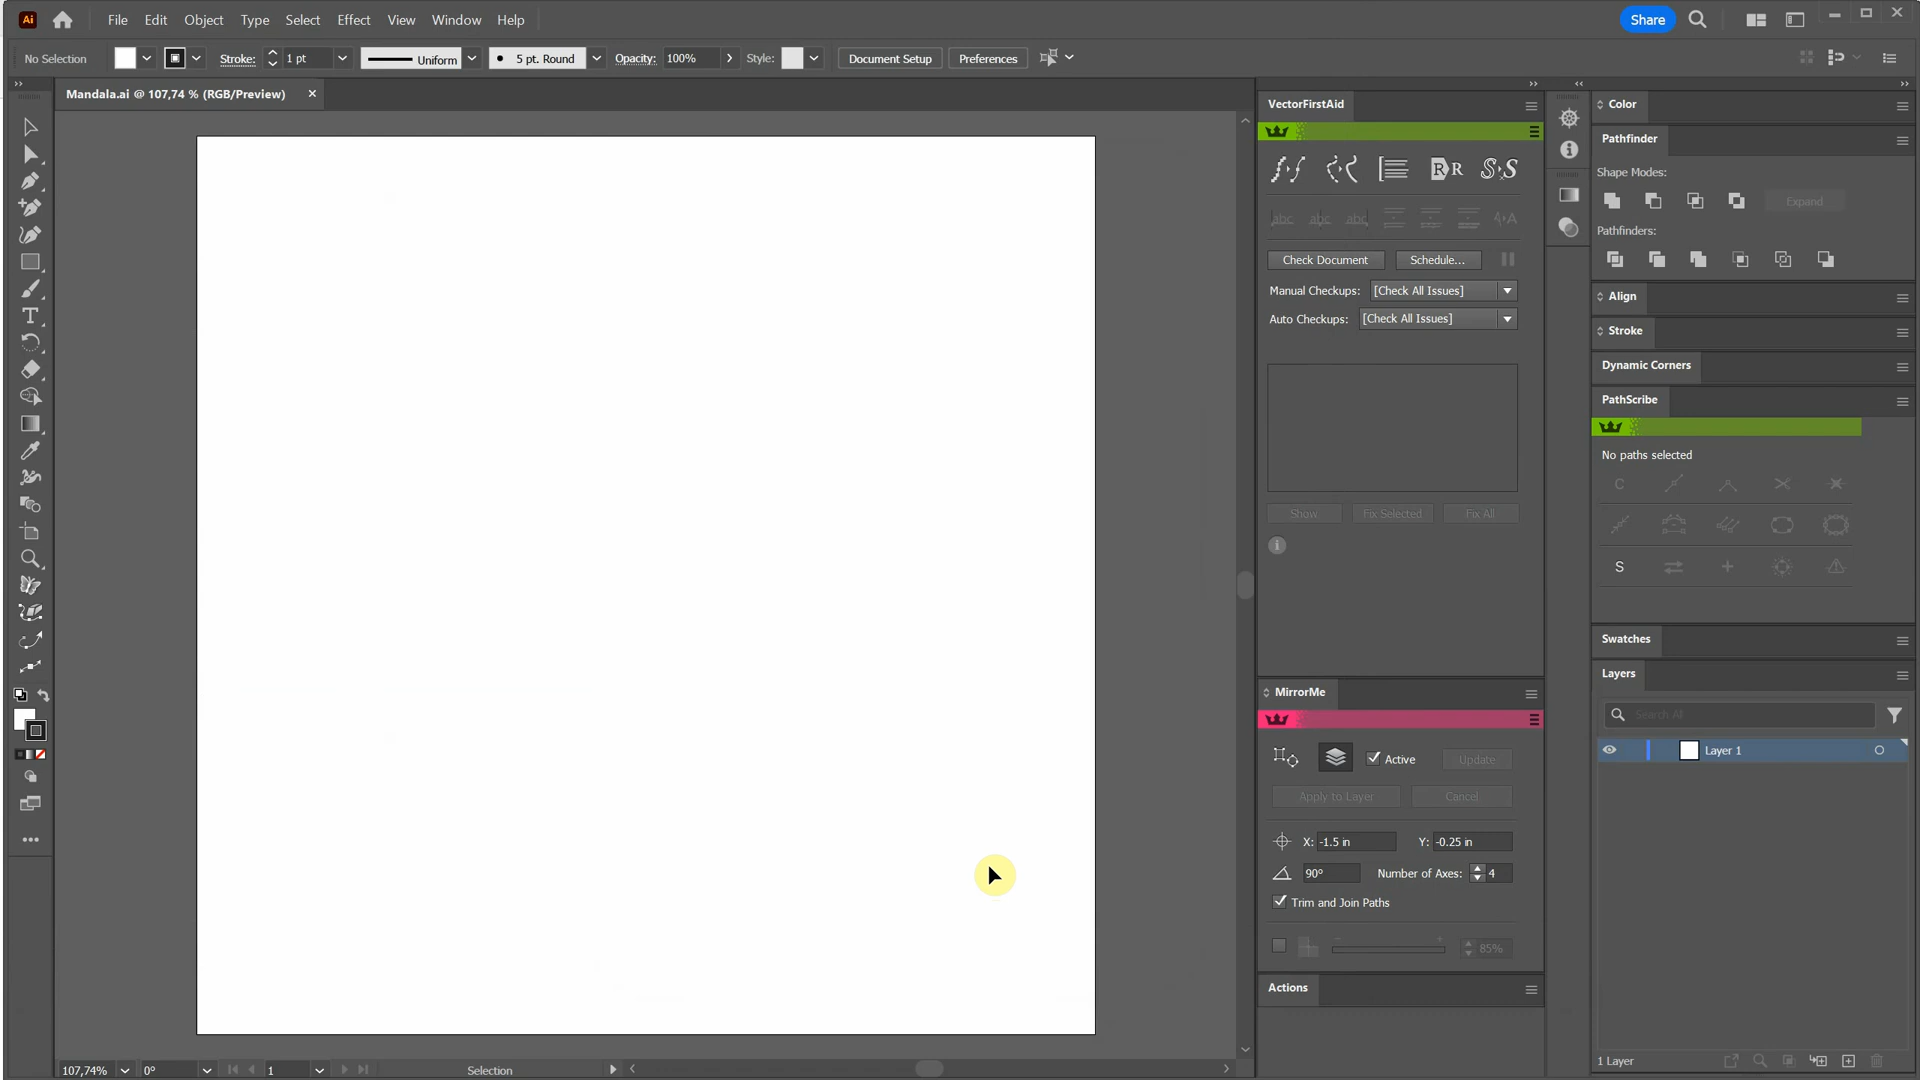 Ai File Edit Object Type Select Effect View Window Help Share
No Selection Stroke: 1 pt Uniform 5 pt. Round Opacity: 100% Style: Document Setup Preferences
Mandala.ai @ 107,74 % (RGB/Preview)
VectorFirstAid
Check Document Schedule...
Manual Checkups: [Check All Issues]
Auto Checkups: [Check All Issues]
Show Fix Selected Fix All
MirrorMe
Active Update
Apply to Layer Cancel
X: -1.5 in Y: -0.25 in
90° Number of Axes: 4
Trim and Join Paths
85%
Actions
Color
Pathfinder
Shape Modes:
Expand
Pathfinders:
Align
Stroke
Dynamic Corners
PathScribe
No paths selected
Swatches
Layers
Search All
Layer 1
1 Layer
107,74% 0° 1 Selection